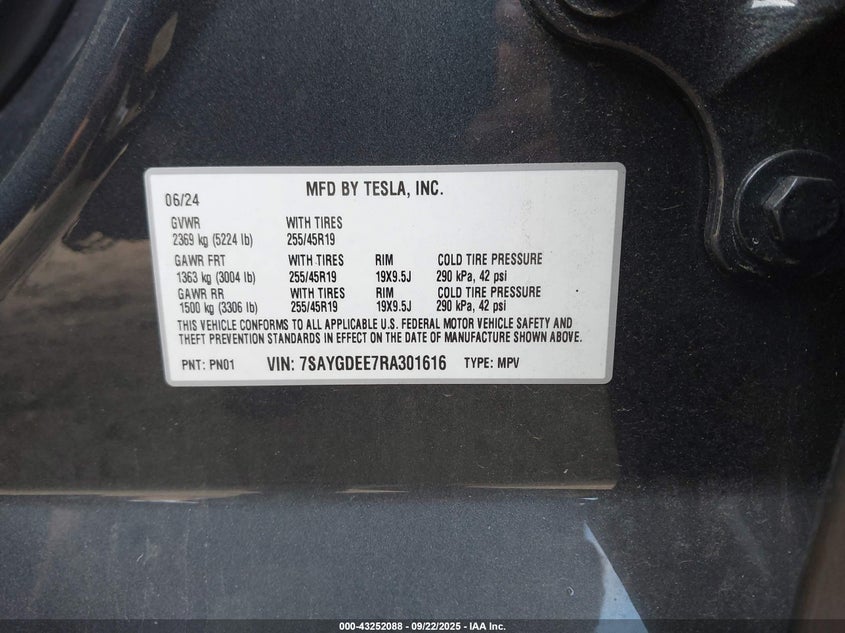 MFD BY TESLA, INC.
06/24
GVWR WITH TIRES
2369 kg (5224 lb) 255/45R19
GAWR FRT WITH TIRES RIM COLD TIRE PRESSURE
1363 kg (3004 lb) 255/45R19 19X9.5J 290 kPa, 42 psi
GAWR RR WITH TIRES RIM COLD TIRE PRESSURE
1500 kg (3306 lb) 255/45R19 19X9.5J 290 kPa, 42 psi
THIS VEHICLE CONFORMS TO ALL APPLICABLE U.S. FEDERAL MOTOR VEHICLE SAFETY AND
THEFT PREVENTION STANDARDS IN EFFECT ON THE DATE OF MANUFACTURE SHOWN ABOVE.
PNT: PN01 VIN: 7SAYGDEE7RA301616 TYPE: MPV
000-43252088 - 09/22/2025 - IAA Inc.